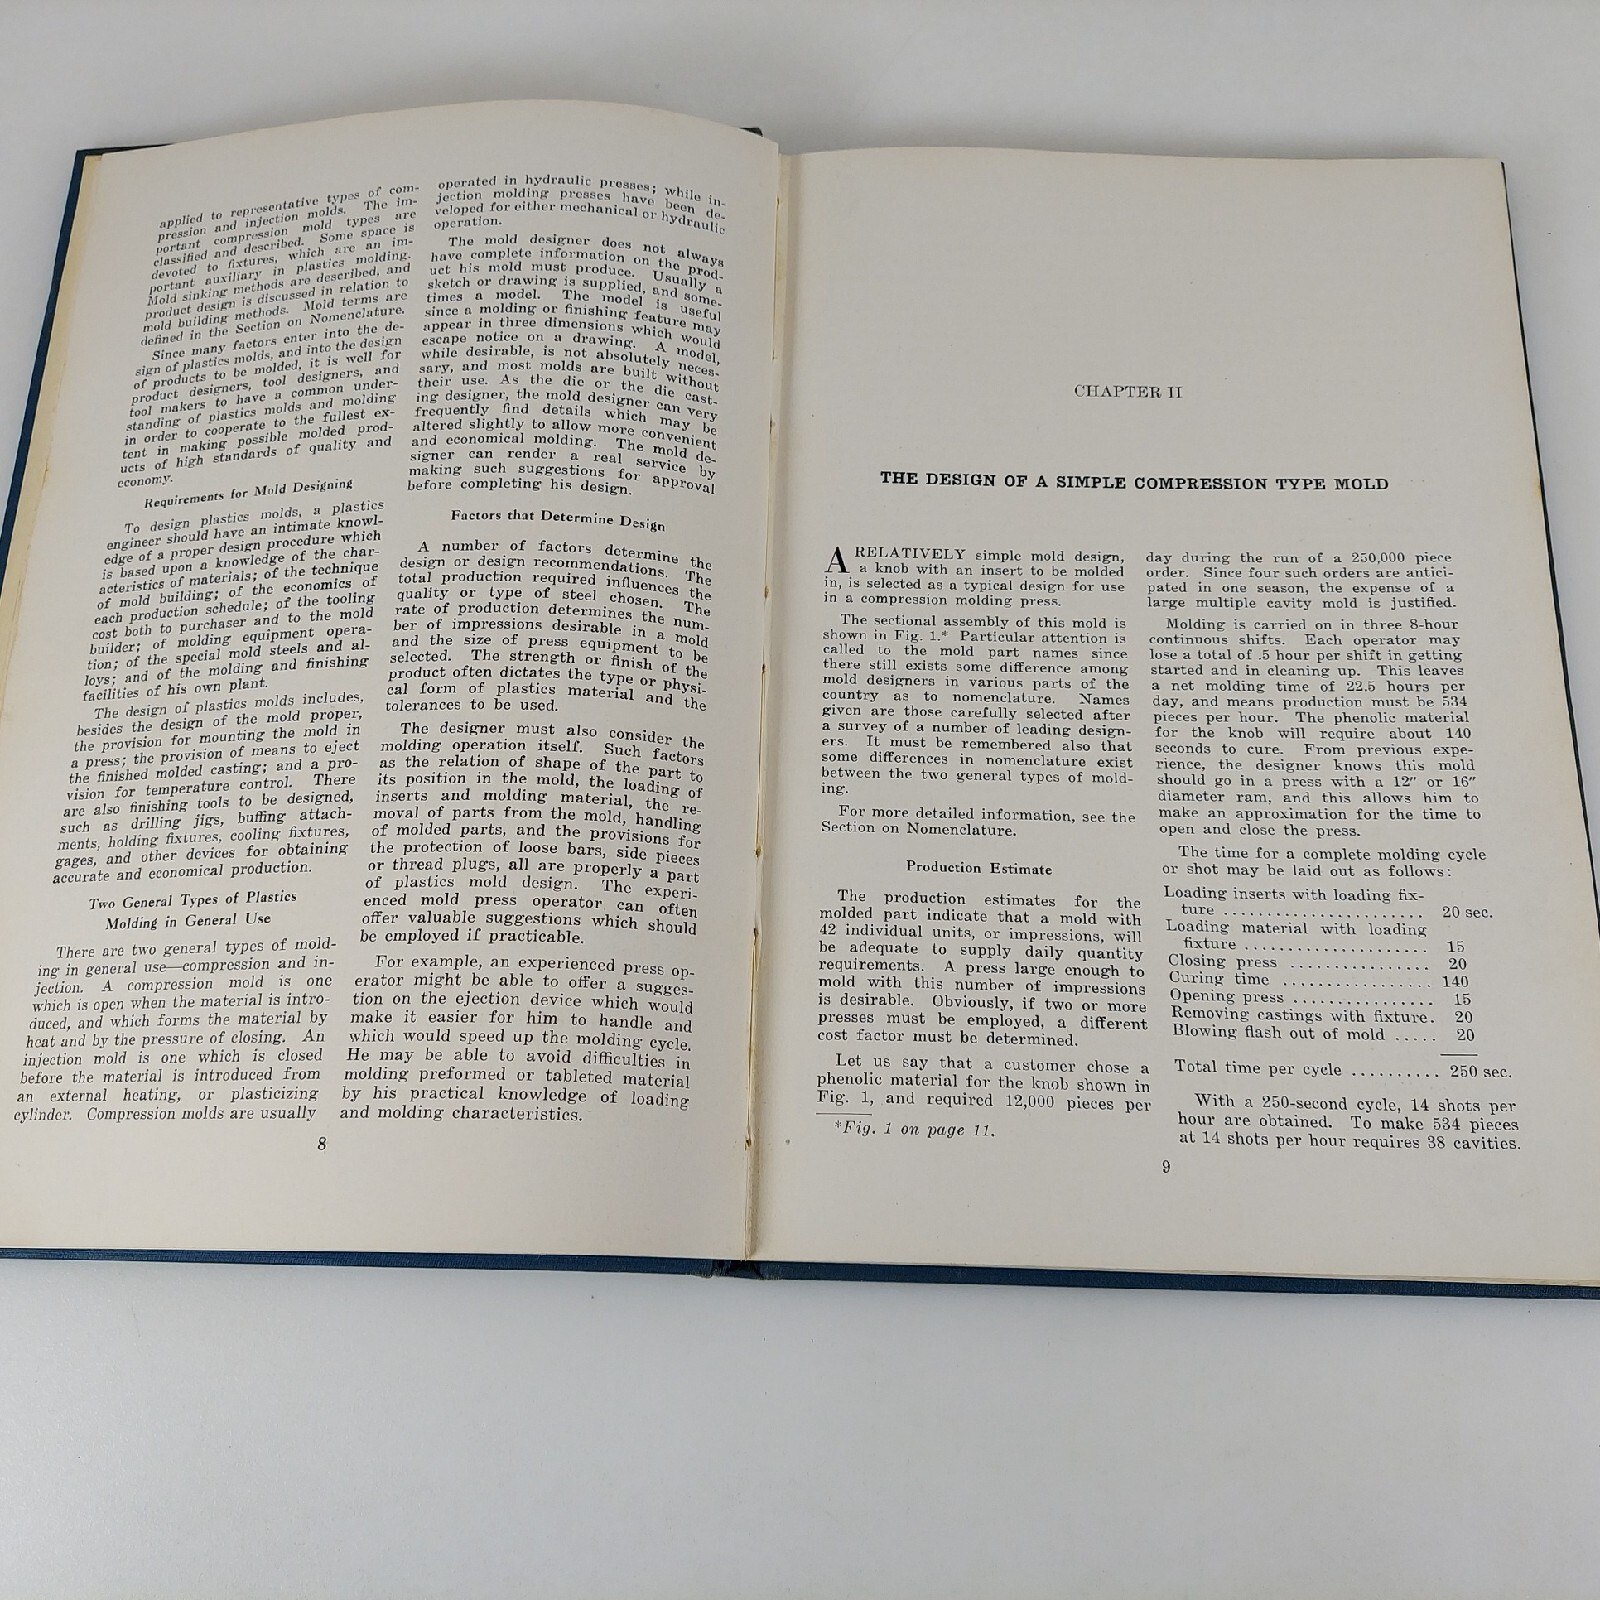 applied to representative types of com-
pression and injection molds. The im-
portant compression mold types are
classified and described. Some space is
devoted to fixtures, which are an im-
portant auxiliary in plastics molding.
Mold sinking methods are described, and
product design is discussed in relation to
mold building methods. Mold terms are
defined in the Section on Nomenclature.
Since many factors enter into the de-
sign of plastics molds, and into the design
of products to be molded, it is well for
product designers, tool designers, and
tool makers to have a common under-
standing of plastics molds and molding
in order to cooperate to the fullest ex-
tent in making possible molded prod-
ucts of high standards of quality and
economy.
Requirements for Mold Designing
To design plastics molds, a plastics
engineer should have an intimate knowl-
edge of a proper design procedure which
is based upon a knowledge of the char-
acteristics of materials; of the technique
of mold building; of the economics of
each production schedule; of the tooling
cost both to purchaser and to the mold
builder; of molding equipment opera-
tion; of the special mold steels and al-
loys; and of the molding and finishing
facilities of his own plant.
The design of plastics molds includes,
besides the design of the mold proper,
the provision for mounting the mold in
a press; the provision of means to eject
the finished molded casting; and a pro-
vision for temperature control. There
are also finishing tools to be designed,
such as drilling jigs, buffing attach-
ments, holding fixtures, cooling fixtures,
gages, and other devices for obtaining
accurate and economical production.
Two General Types of Plastics
Molding in General Use
There are two general types of mold-
ing in general use—compression and in-
jection. A compression mold is one
which is open when the material is intro-
duced, and which forms the material by
heat and by the pressure of closing. An
injection mold is one which is closed
before the material is introduced from
an external heating, or plasticizing
cylinder. Compression molds are usually
operated in hydraulic presses; while in-
jection molding presses have been de-
veloped for either mechanical or hydraulic
operation.
The mold designer does not always
have complete information on the prod-
uct his mold must produce. Usually a
sketch or drawing is supplied, and some-
times a model. The model is useful
since a molding or finishing feature may
appear in three dimensions which would
escape notice on a drawing. A model,
while desirable, is not absolutely neces-
sary, and most molds are built without
their use. As the die or the die cast-
ing designer, the mold designer can very
frequently find details which may be
altered slightly to allow more convenient
and economical molding. The mold de-
signer can render a real service by
making such suggestions for approval
before completing his design.
Factors that Determine Design
A number of factors determine the
design or design recommendations. The
total production required influences the
quality or type of steel chosen. The
rate of production determines the num-
ber of impressions desirable in a mold
and the size of press equipment to be
selected. The strength or finish of the
product often dictates the type or physi-
cal form of plastics material and the
tolerances to be used.
The designer must also consider the
molding operation itself. Such factors
as the relation of shape of the part to
its position in the mold, the loading of
inserts and molding material, the re-
moval of parts from the mold, handling
of molded parts, and the provisions for
the protection of loose bars, side pieces
or thread plugs, all are properly a part
of plastics mold design. The experi-
enced mold press operator can often
offer valuable suggestions which should
be employed if practicable.
For example, an experienced press op-
erator might be able to offer a sugges-
tion on the ejection device which would
make it easier for him to handle and
which would speed up the molding cycle.
He may be able to avoid difficulties in
molding preformed or tableted material
by his practical knowledge of loading
and molding characteristics.
8
CHAPTER II
THE DESIGN OF A SIMPLE COMPRESSION TYPE MOLD
A RELATIVELY simple mold design,
a knob with an insert to be molded
in, is selected as a typical design for use
in a compression molding press.
The sectional assembly of this mold is
shown in Fig. 1.* Particular attention is
called to the mold part names since
there still exists some difference among
mold designers in various parts of the
country as to nomenclature. Names
given are those carefully selected after
a survey of a number of leading design-
ers. It must be remembered also that
some differences in nomenclature exist
between the two general types of mold-
ing.
For more detailed information, see the
Section on Nomenclature.
Production Estimate
The production estimates for the
molded part indicate that a mold with
42 individual units, or impressions, will
be adequate to supply daily quantity
requirements. A press large enough to
mold with this number of impressions
is desirable. Obviously, if two or more
presses must be employed, a different
cost factor must be determined.
Let us say that a customer chose a
phenolic material for the knob shown in
Fig. 1, and required 12,000 pieces per
*Fig. 1 on page 11.
day during the run of a 250,000 piece
order. Since four such orders are antici-
pated in one season, the expense of a
large multiple cavity mold is justified.
Molding is carried on in three 8-hour
continuous shifts. Each operator may
lose a total of .5 hour per shift in getting
started and in cleaning up. This leaves
a net molding time of 22.5 hours per
day, and means production must be 534
pieces per hour. The phenolic material
for the knob will require about 140
seconds to cure. From previous expe-
rience, the designer knows this mold
should go in a press with a 12″ or 16″
diameter ram, and this allows him to
make an approximation for the time to
open and close the press.
The time for a complete molding cycle
or shot may be laid out as follows:
Loading inserts with loading fix-
ture ....................... 20 sec.
Loading material with loading
fixture ..................... 15
Closing press ................ 20
Curing time ................. 140
Opening press ................ 15
Removing castings with fixture. 20
Blowing flash out of mold ..... 20
Total time per cycle .......... 250 sec.
With a 250-second cycle, 14 shots per
hour are obtained. To make 534 pieces
at 14 shots per hour requires 38 cavities.
9